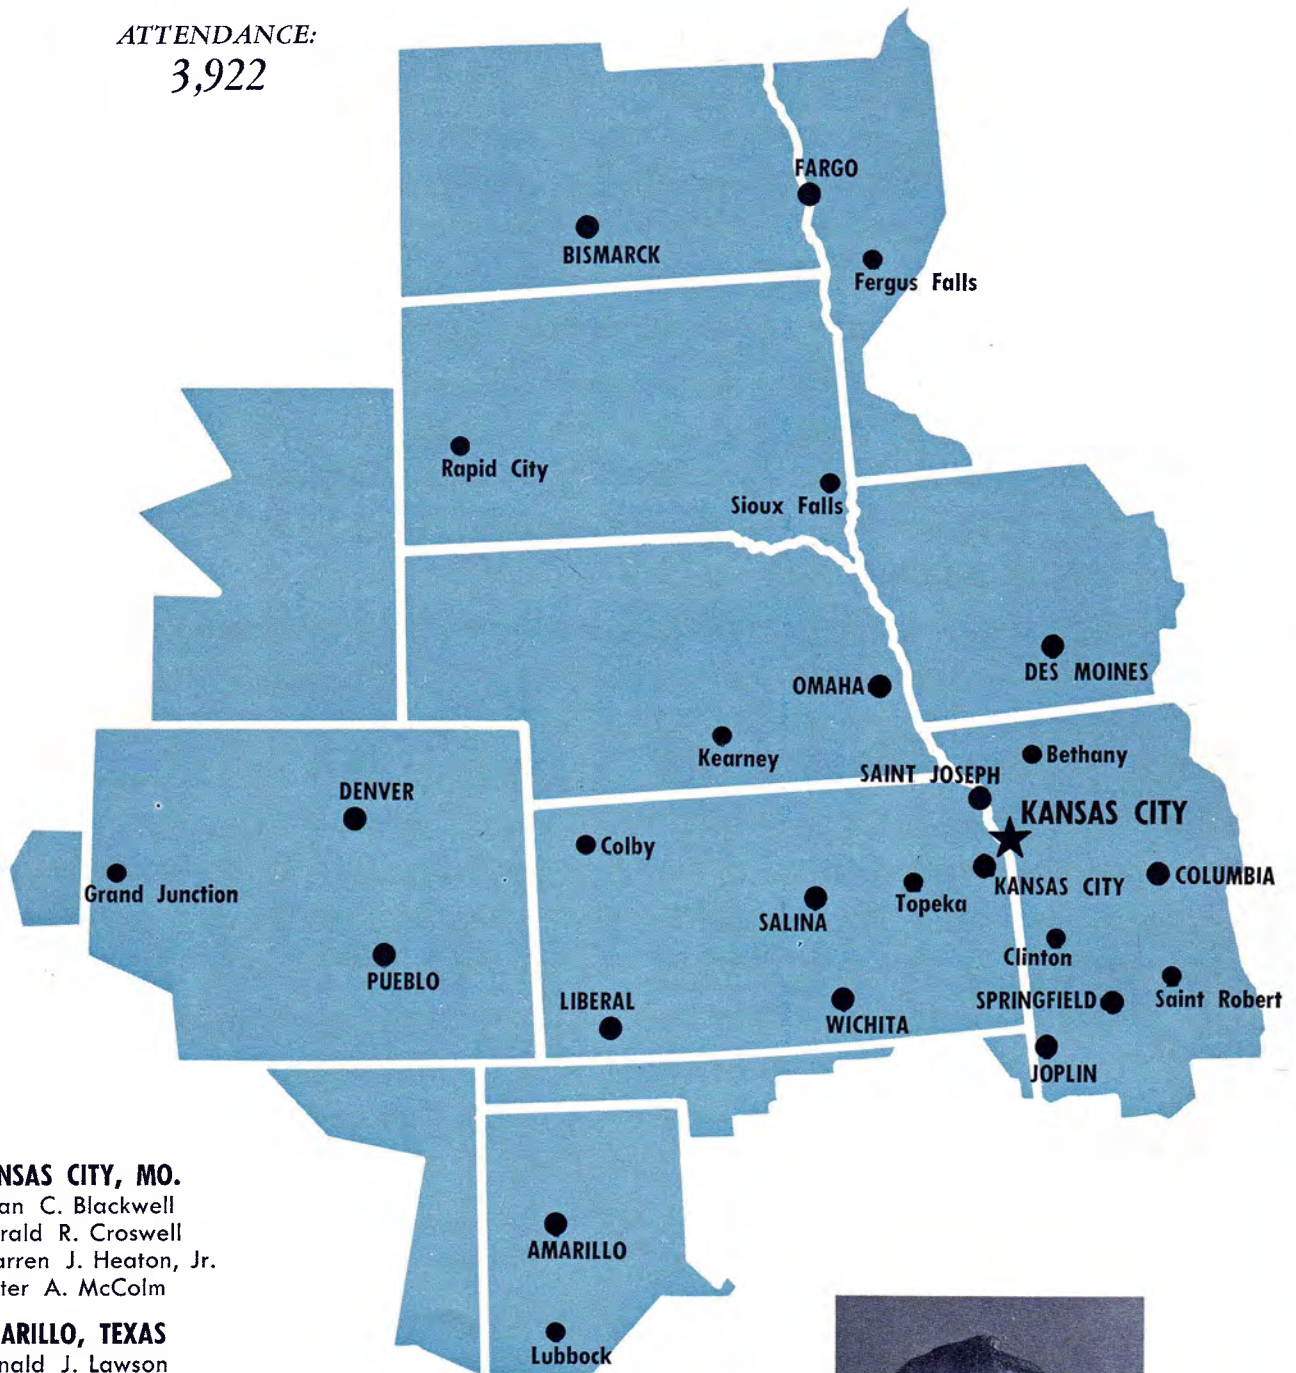 ATTENDANCE:
3,922
FARGO
BISMARCK
Fergus Falls
Rapid City
Sioux Falls
DES MOINES
OMAHA
Kearney
Bethany
SAINT JOSEPH
DENVER
KANSAS CITY
Colby
Grand Junction
KANSAS CITY
COLUMBIA
Topeka
SALINA
Clinton
PUEBLO
LIBERAL
SPRINGFIELD
Saint Robert
WICHITA
JOPLIN
NSAS CITY, MO.
an C. Blackwell
rald R. Croswell
arren J. Heaton, Jr.
ter A. McColm
AMARILLO
ARILLO, TEXAS
nald J. Lawson
Lubbock